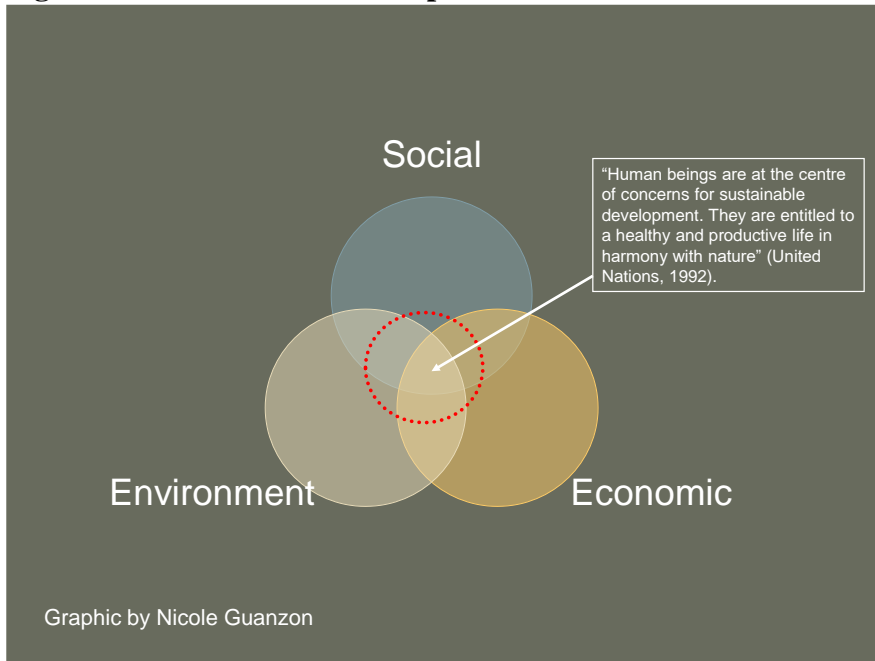 Social
“Human beings are at the centre
of concerns for sustainable
development. They are entitled to
a healthy and productive life in
harmony with nature” (United
Nations, 1992).
Environment
Economic
Graphic by Nicole Guanzon